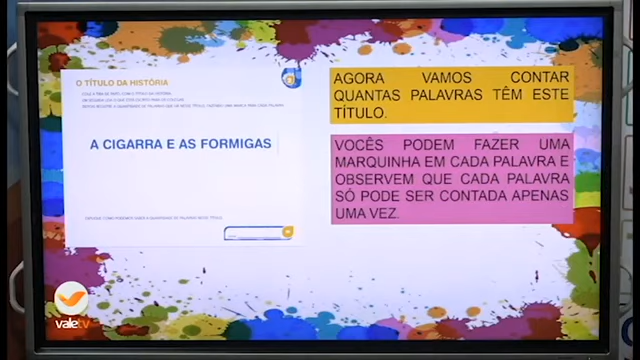 O TÍTULO DA HISTÓRIA
A CIGARRA E AS FORMIGAS
AGORA VAMOS CONTAR
QUANTAS PALAVRAS TÊM ESTE
TÍTULO.
VOCÊS PODEM FAZER UMA
MARQUINHA EM CADA PALAVRA E
OBSERVEM QUE CADA PALAVRA
SÓ PODE SER CONTADA APENAS
UMA VEZ.
valetv